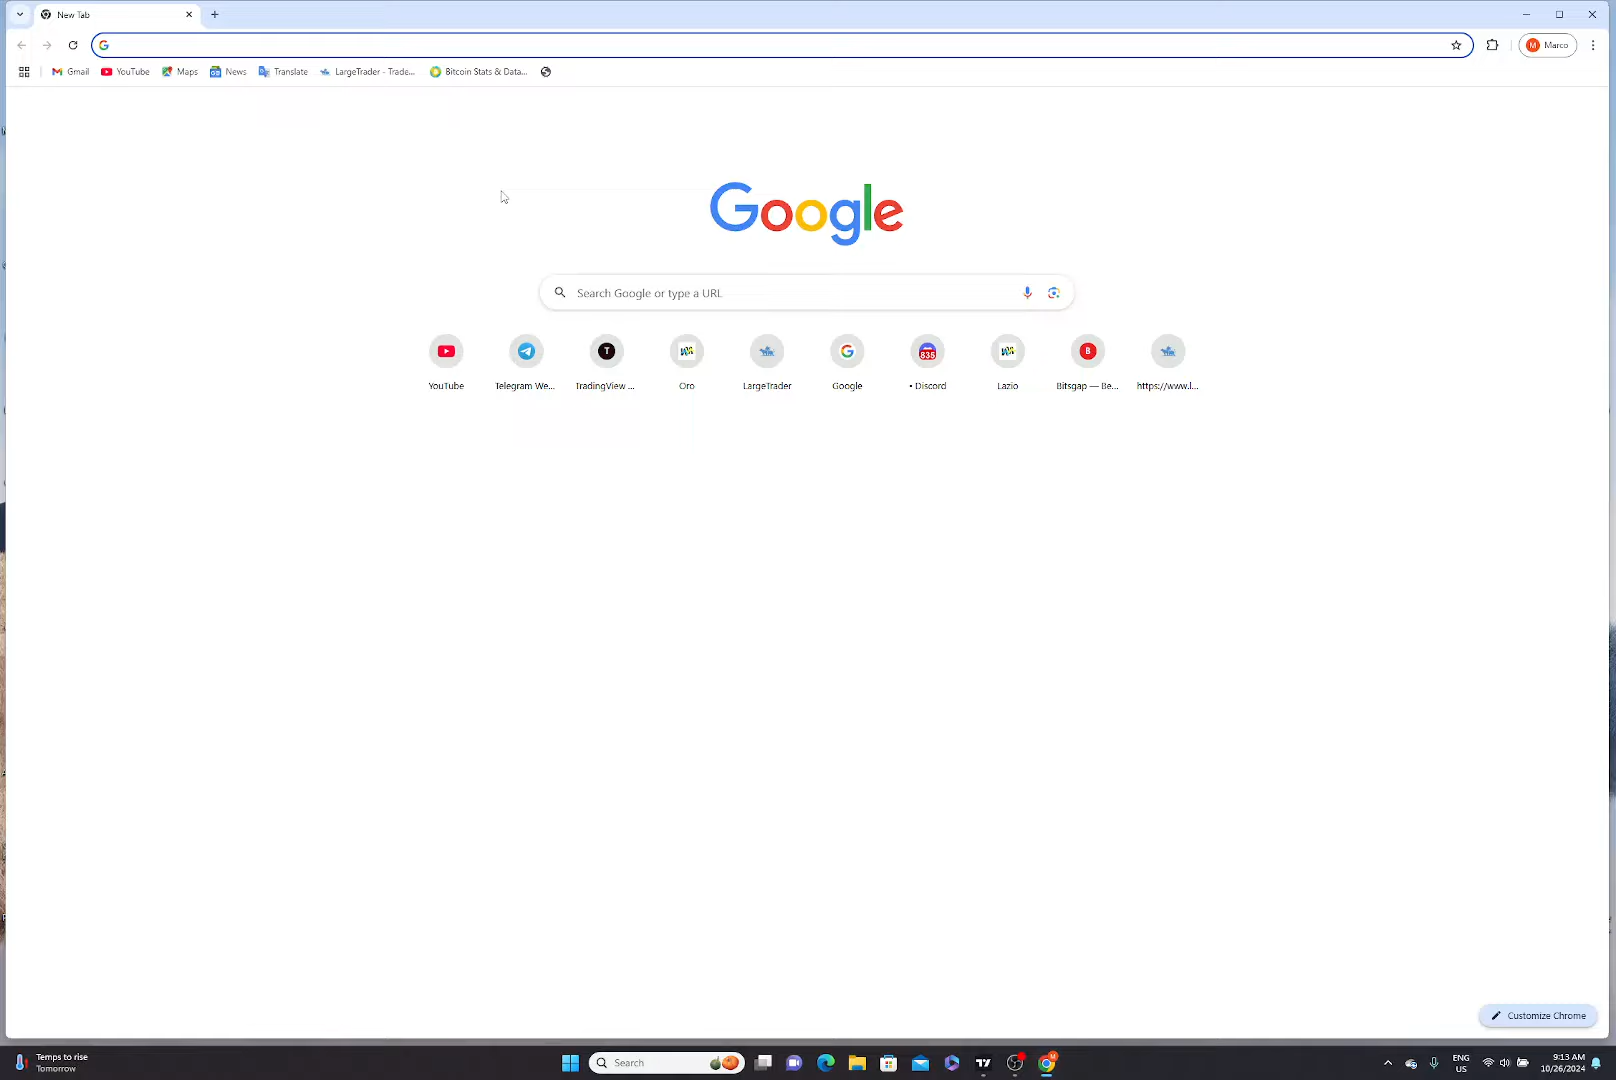 New Tab
Marco
Gmail YouTube Maps News Translate LargeTrader - Trade... Bitcoin Stats & Data...
Google
Search Google or type a URL
T 835 B
YouTube Telegram We... TradingView ... Oro LargeTrader Google • Discord Lazio Bitsgap — Be... https://www.l...
Customize Chrome
Temps to rise
Tomorrow
Search
ENG
US
9:13 AM
10/26/2024